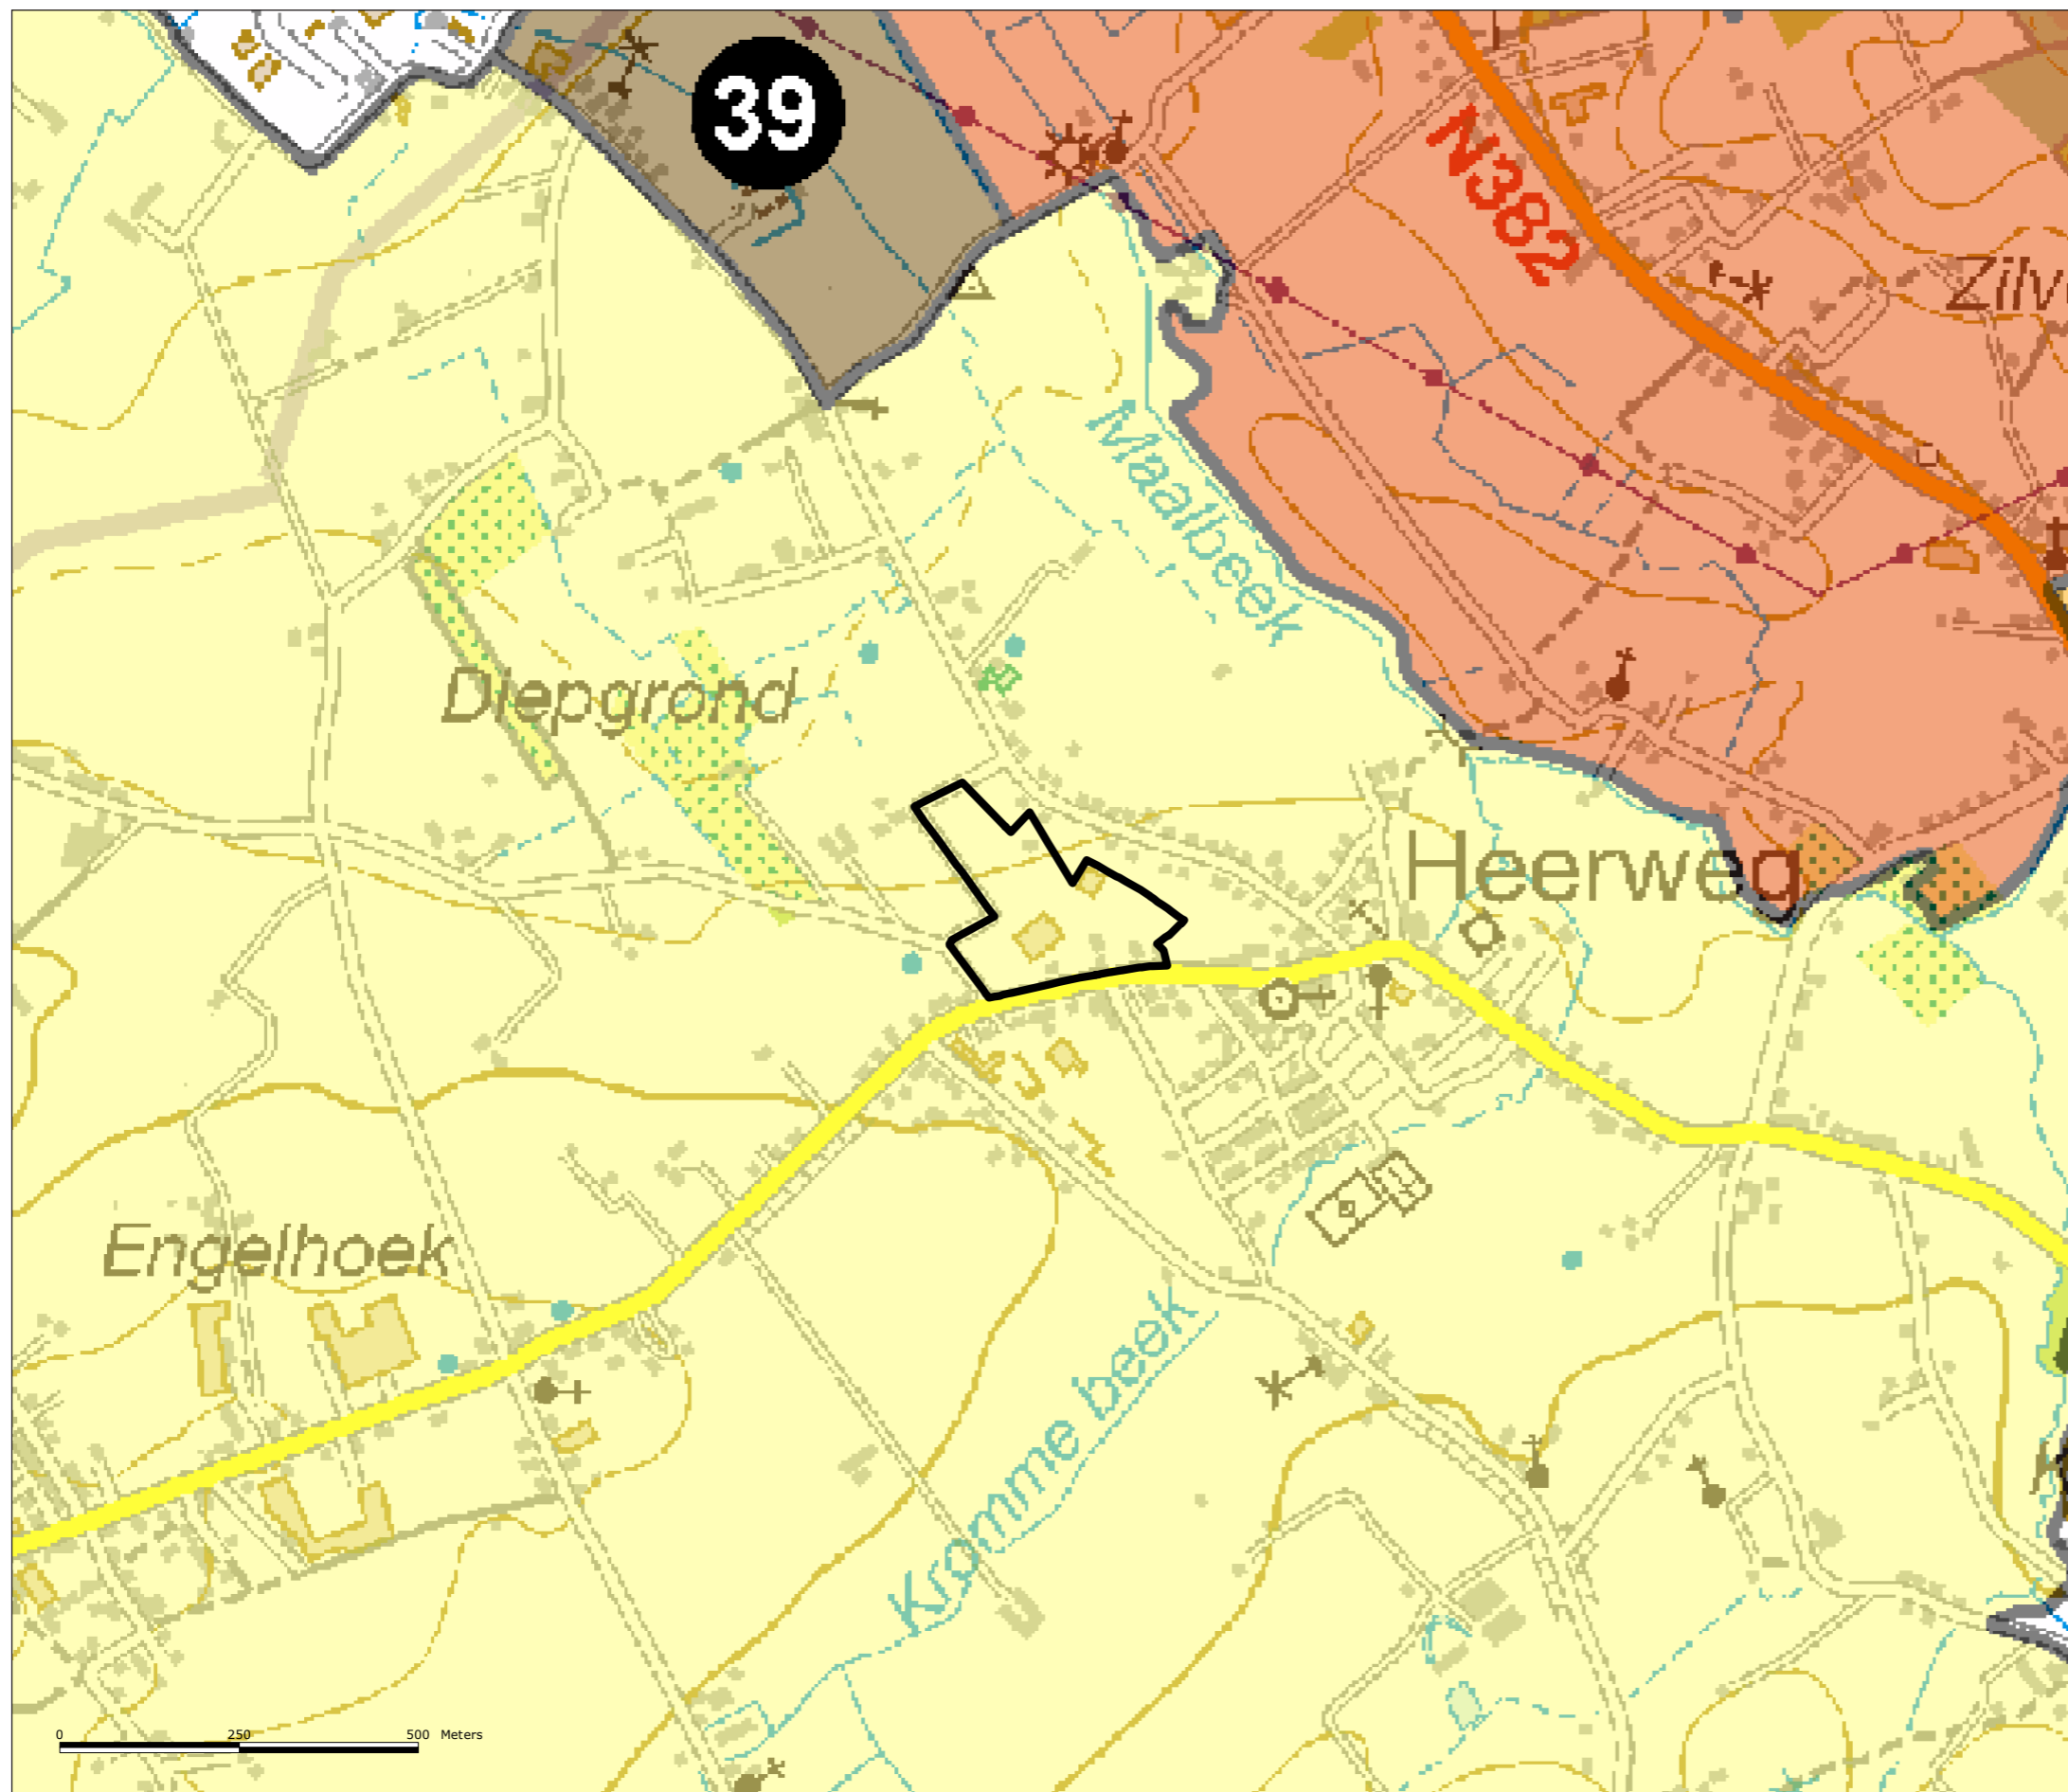 39
N382
Zilv
Maalbeek
Diepgrond
Heerweg
Engelhoek
Kromme beek
0 250 500 Meters